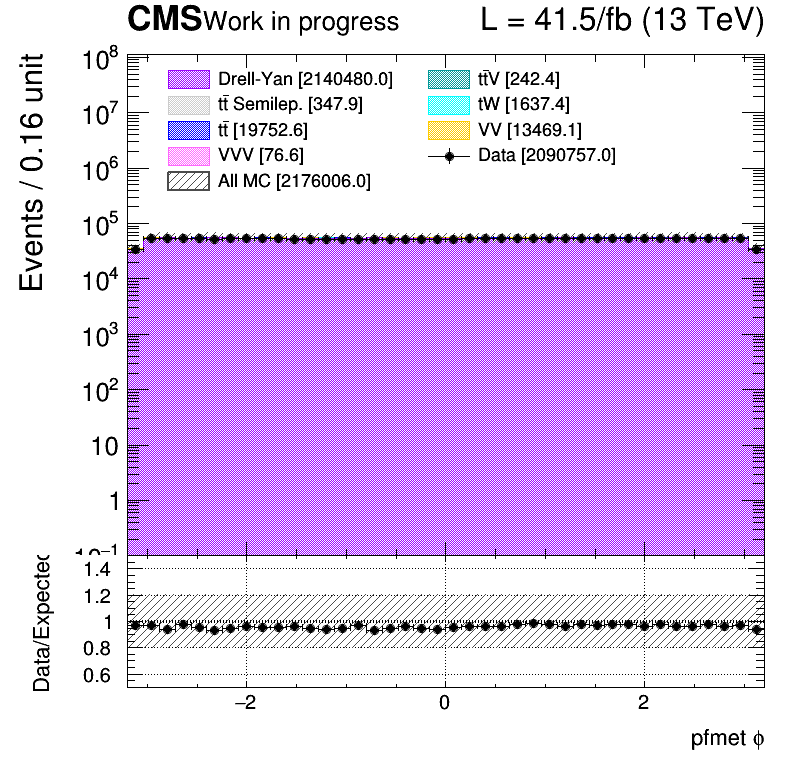 CMS Work in progress L = 41.5/fb (13 TeV)
Events / 0.16 unit
10⁸
10⁷
10⁶
10⁵
10⁴
10³
10²
10
1
10⁻¹
Drell-Yan [2140480.0]
tt̄ Semilep. [347.9]
tt̄ [19752.6]
VVV [76.6]
All MC [2176006.0]
tt̄V [242.4]
tW [1637.4]
VV [13469.1]
Data [2090757.0]
Data/Expected
1.4
1.2
1
0.8
0.6
−2 0 2
pfmet ϕ